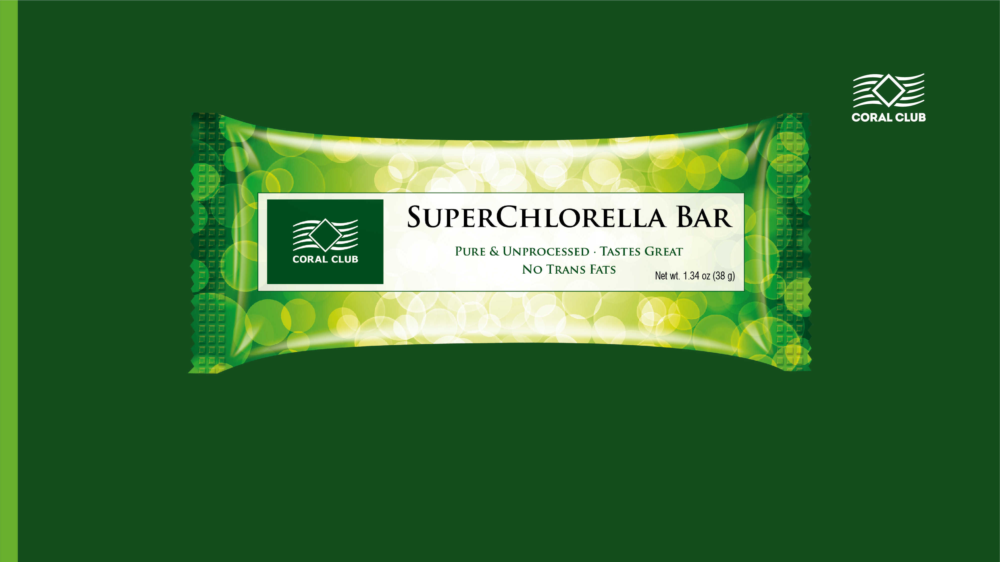 CORAL CLUB
SUPERCHLORELLA BAR
CORAL CLUB
PURE & UNPROCESSED · TASTES GREAT
NO TRANS FATS
Net wt. 1.34 oz (38 g)